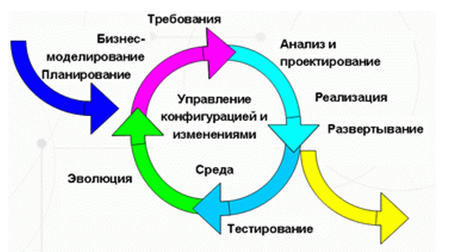 Требования
Бизнес-
моделирование
Планирование
Анализ и
проектирование
Реализация
Развертывание
Управление
конфигурацией и
изменениями
Среда
Эволюция
Тестирование